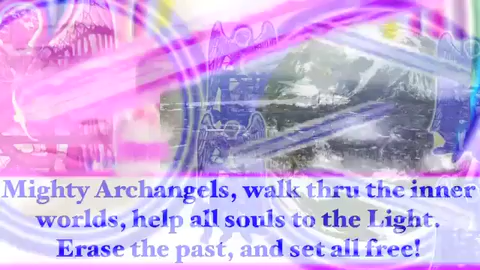 Mighty Archangels, walk thru the inner
worlds, help all souls to the Light.
Erase the past, and set all free!